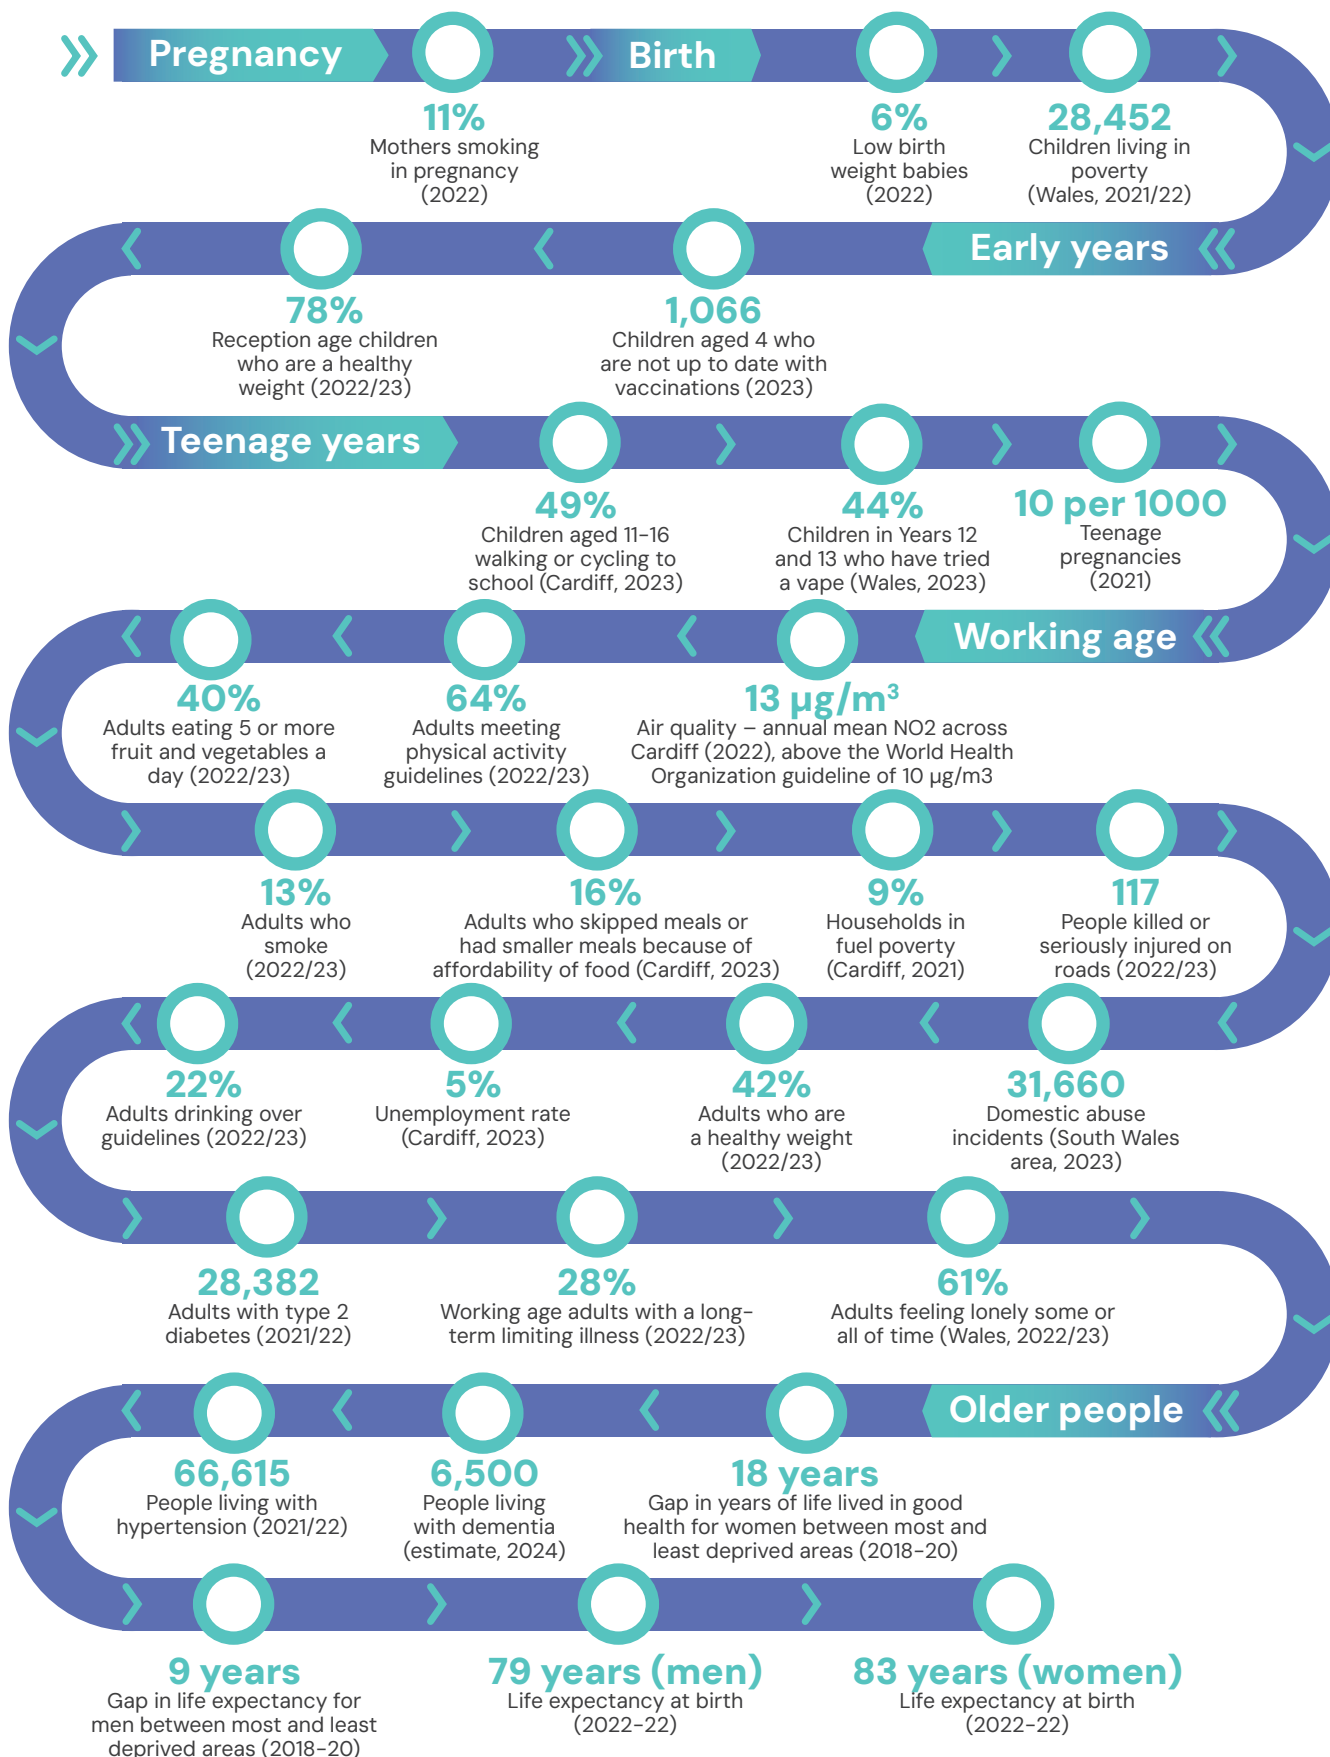 Pregnancy
11%
Mothers smoking
in pregnancy
(2022)
Birth
6%
Low birth
weight babies
(2022)
28,452
Children living in
poverty
(Wales, 2021/22)
Early years
1,066
Children aged 4 who
are not up to date with
vaccinations (2023)
78%
Reception age children
who are a healthy
weight (2022/23)
Teenage years
49%
Children aged 11-16
walking or cycling to
school (Cardiff, 2023)
44%
Children in Years 12
and 13 who have tried
a vape (Wales, 2023)
10 per 1000
Teenage
pregnancies
(2021)
Working age
13 µg/m³
Air quality – annual mean NO2 across
Cardiff (2022), above the World Health
Organization guideline of 10 µg/m3
64%
Adults meeting
physical activity
guidelines (2022/23)
40%
Adults eating 5 or more
fruit and vegetables a
day (2022/23)
13%
Adults who
smoke
(2022/23)
16%
Adults who skipped meals or
had smaller meals because of
affordability of food (Cardiff, 2023)
9%
Households in
fuel poverty
(Cardiff, 2021)
117
People killed or
seriously injured on
roads (2022/23)
31,660
Domestic abuse
incidents (South Wales
area, 2023)
42%
Adults who are
a healthy weight
(2022/23)
5%
Unemployment rate
(Cardiff, 2023)
22%
Adults drinking over
guidelines (2022/23)
28,382
Adults with type 2
diabetes (2021/22)
28%
Working age adults with a long-
term limiting illness (2022/23)
61%
Adults feeling lonely some or
all of time (Wales, 2022/23)
Older people
18 years
Gap in years of life lived in good
health for women between most and
least deprived areas (2018-20)
6,500
People living
with dementia
(estimate, 2024)
66,615
People living with
hypertension (2021/22)
9 years
Gap in life expectancy for
men between most and least
deprived areas (2018-20)
79 years (men)
Life expectancy at birth
(2022-22)
83 years (women)
Life expectancy at birth
(2022-22)